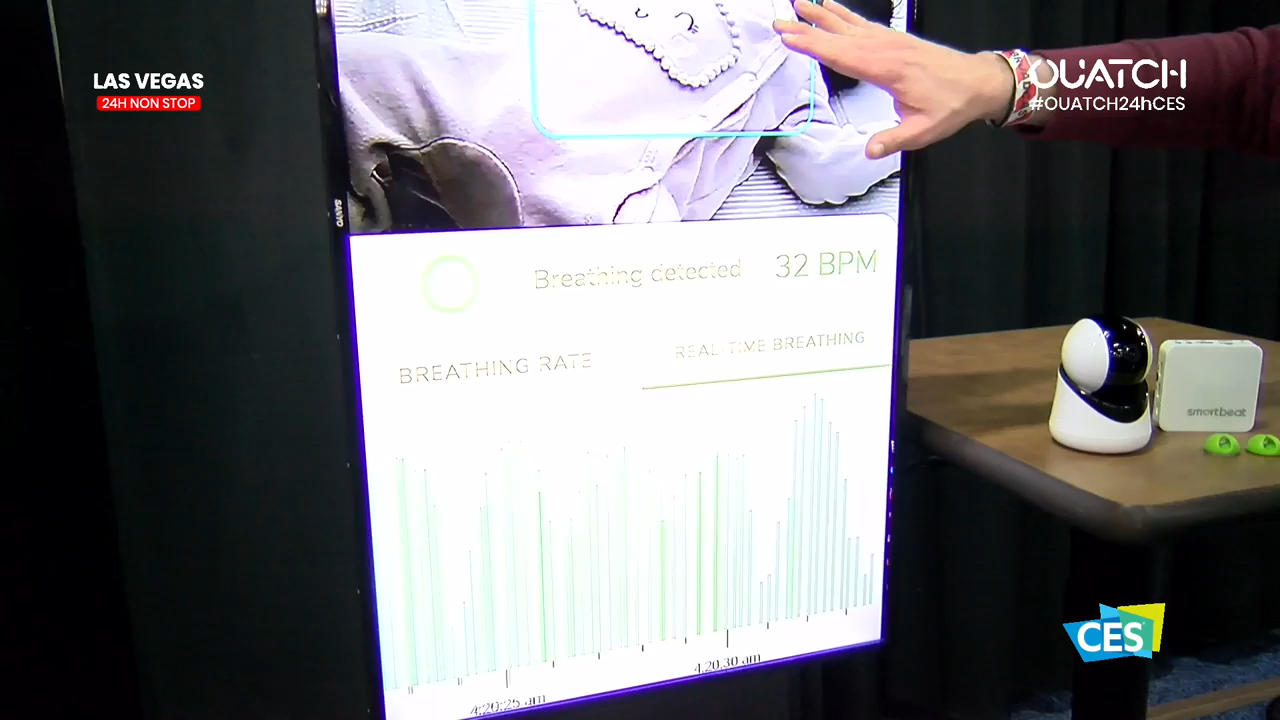 LAS VEGAS
24H NON STOP
OUATCH
#OUATCH24hCES
SANYO
Breathing detected 32 BPM
BREATHING RATE
REAL-TIME BREATHING
smartbeat
4:20:25 am
4:20:30 am
CES